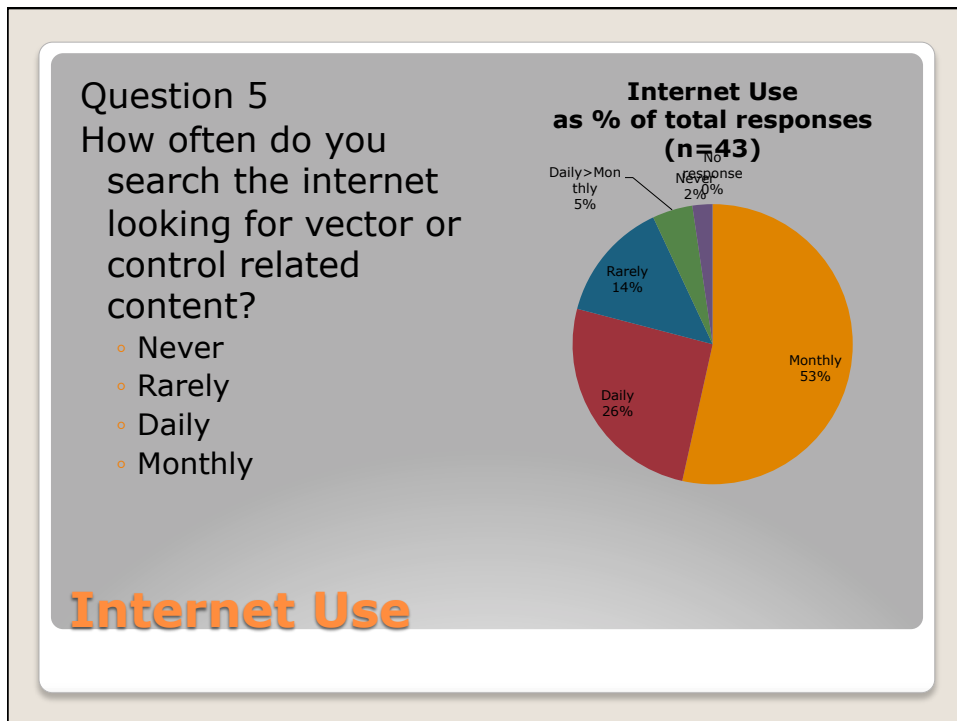 Question 5
How often do you
search the internet
looking for vector or
control related
content?
◦ Never
◦ Rarely
◦ Daily
◦ Monthly
Internet Use
as % of total responses
(n=43)
No
response
0%
Never
2%
Daily>Mon
thly
5%
Rarely
14%
Monthly
53%
Daily
26%
Internet Use